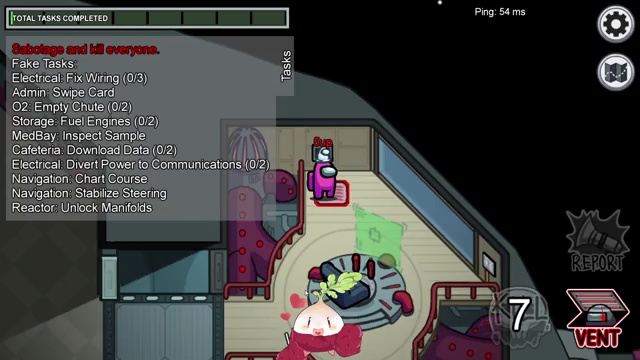 TOTAL TASKS COMPLETED
Ping: 54 ms
Sabotage and kill everyone.
Fake Tasks:
Electrical: Fix Wiring (0/3)
Admin: Swipe Card
O2: Empty Chute (0/2)
Storage: Fuel Engines (0/2)
MedBay: Inspect Sample
Cafeteria: Download Data (0/2)
Electrical: Divert Power to Communications (0/2)
Navigation: Chart Course
Navigation: Stabilize Steering
Reactor: Unlock Manifolds
Tasks
REPORT
7
VENT